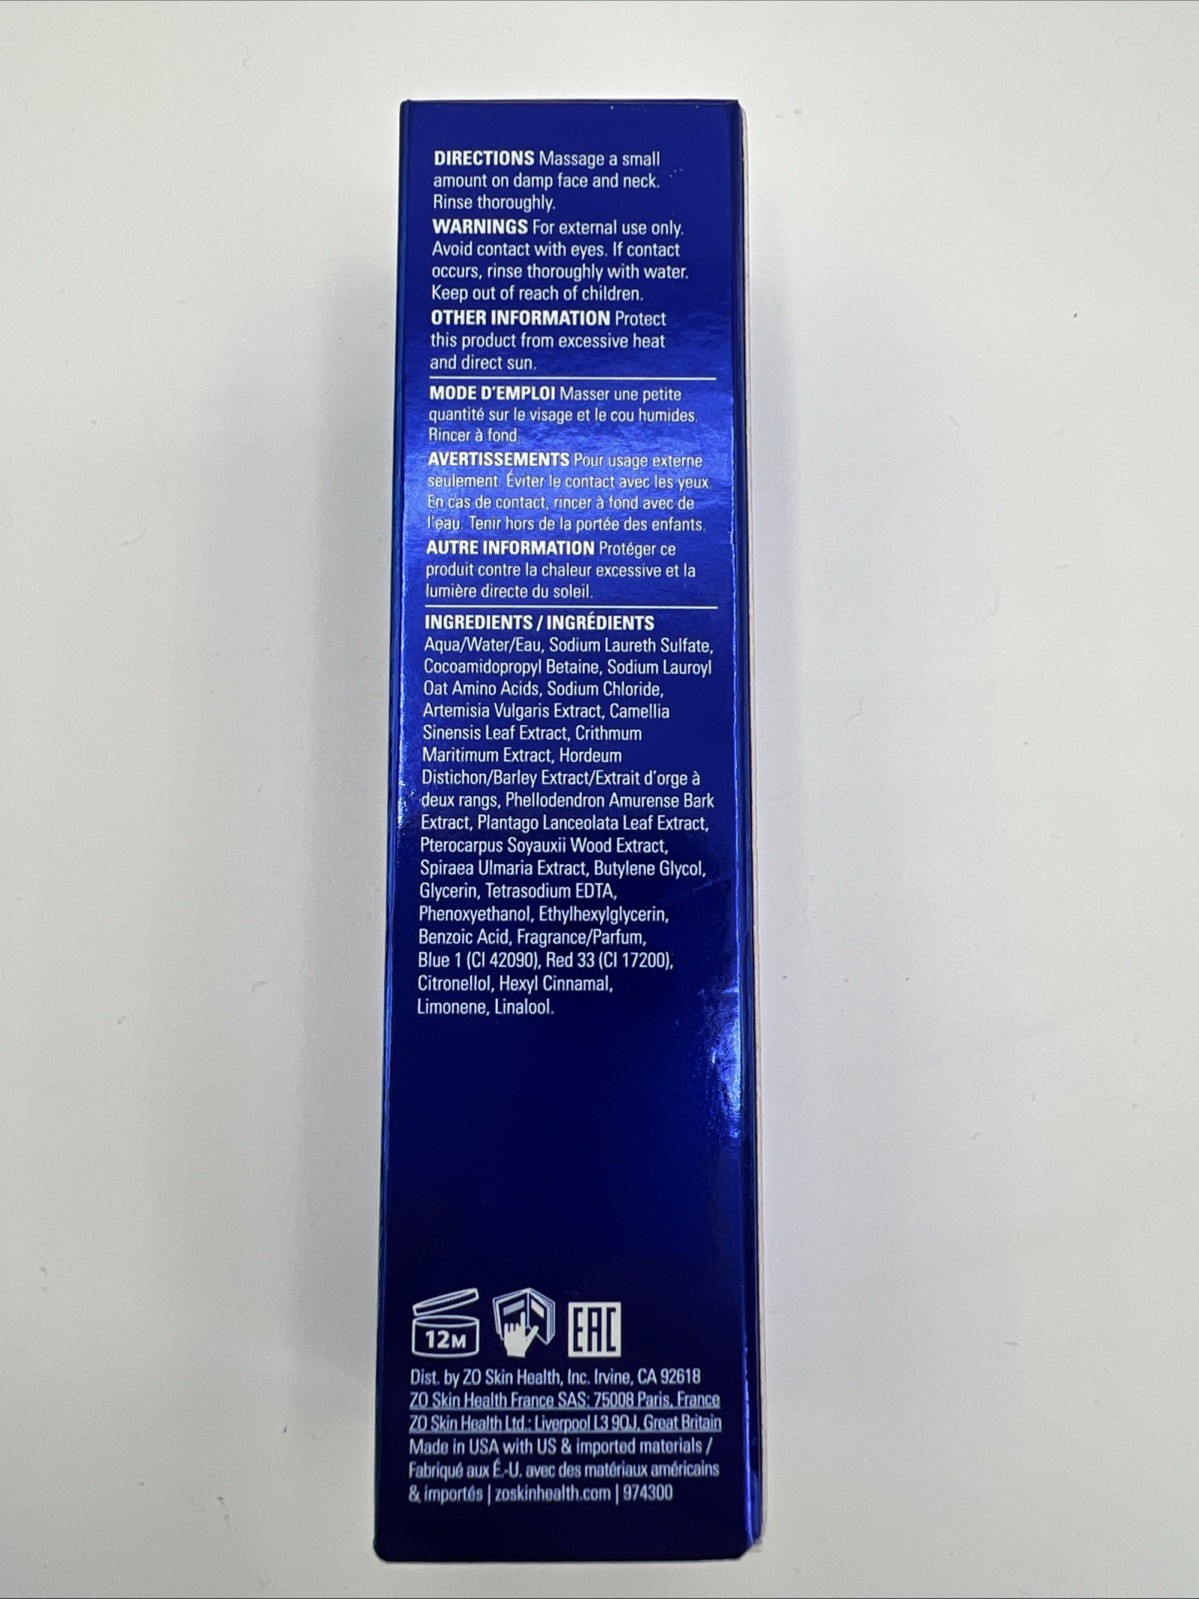 DIRECTIONS Massage a small
amount on damp face and neck.
Rinse thoroughly.
WARNINGS For external use only.
Avoid contact with eyes. If contact
occurs, rinse thoroughly with water.
Keep out of reach of children.
OTHER INFORMATION Protect
this product from excessive heat
and direct sun.
MODE D'EMPLOI Masser une petite
quantité sur le visage et le cou humides.
Rincer à fond.
AVERTISSEMENTS Pour usage externe
seulement. Éviter le contact avec les yeux.
En cas de contact, rincer à fond avec de
l'eau. Tenir hors de la portée des enfants.
AUTRE INFORMATION Protéger ce
produit contre la chaleur excessive et la
lumière directe du soleil.
INGREDIENTS / INGRÉDIENTS
Aqua/Water/Eau, Sodium Laureth Sulfate,
Cocoamidopropyl Betaine, Sodium Lauroyl
Oat Amino Acids, Sodium Chloride,
Artemisia Vulgaris Extract, Camellia
Sinensis Leaf Extract, Crithmum
Maritimum Extract, Hordeum
Distichon/Barley Extract/Extrait d'orge à
deux rangs, Phellodendron Amurense Bark
Extract, Plantago Lanceolata Leaf Extract,
Pterocarpus Soyauxii Wood Extract,
Spiraea Ulmaria Extract, Butylene Glycol,
Glycerin, Tetrasodium EDTA,
Phenoxyethanol, Ethylhexylglycerin,
Benzoic Acid, Fragrance/Parfum,
Blue 1 (CI 42090), Red 33 (CI 17200),
Citronellol, Hexyl Cinnamal,
Limonene, Linalool.
12M EAC
Dist. by ZO Skin Health, Inc. Irvine, CA 92618
ZO Skin Health France SAS: 75008 Paris, France
ZO Skin Health Ltd.: Liverpool L3 9QJ, Great Britain
Made in USA with US & imported materials /
Fabriqué aux É.-U. avec des matériaux américains
& importés | zoskinhealth.com | 974300